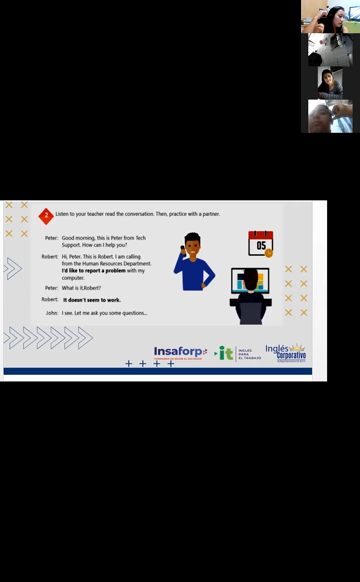 2 Listen to your teacher read the conversation. Then, practice with a partner.
Peter: Good morning, this is Peter from Tech
Support. How can I help you?
Robert: Hi, Peter. This is Robert. I am calling
from the Human Resources Department.
I'd like to report a problem with my
computer.
Peter: What is it,Robert?
Robert: It doesn't seem to work.
John: I see. Let me ask you some questions...
05
Insaforp
it INGLÉS
PARA
EL TRABAJO
Inglés
Corporativo